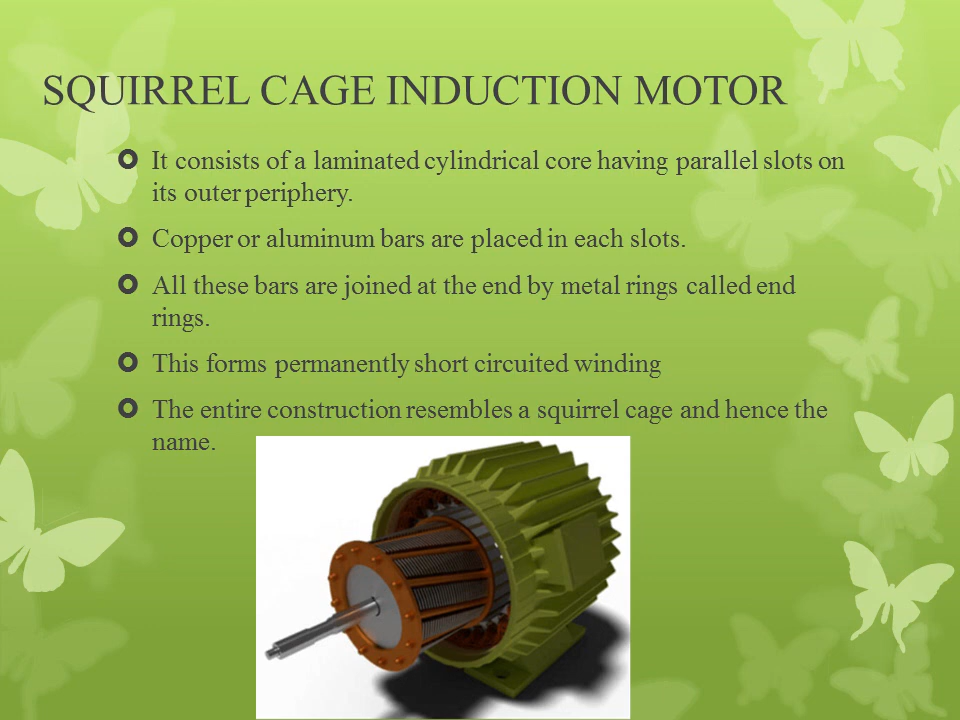 SQUIRREL CAGE INDUCTION MOTOR
It consists of a laminated cylindrical core having parallel slots on
its outer periphery.
Copper or aluminum bars are placed in each slots.
All these bars are joined at the end by metal rings called end
rings.
This forms permanently short circuited winding
The entire construction resembles a squirrel cage and hence the
name.